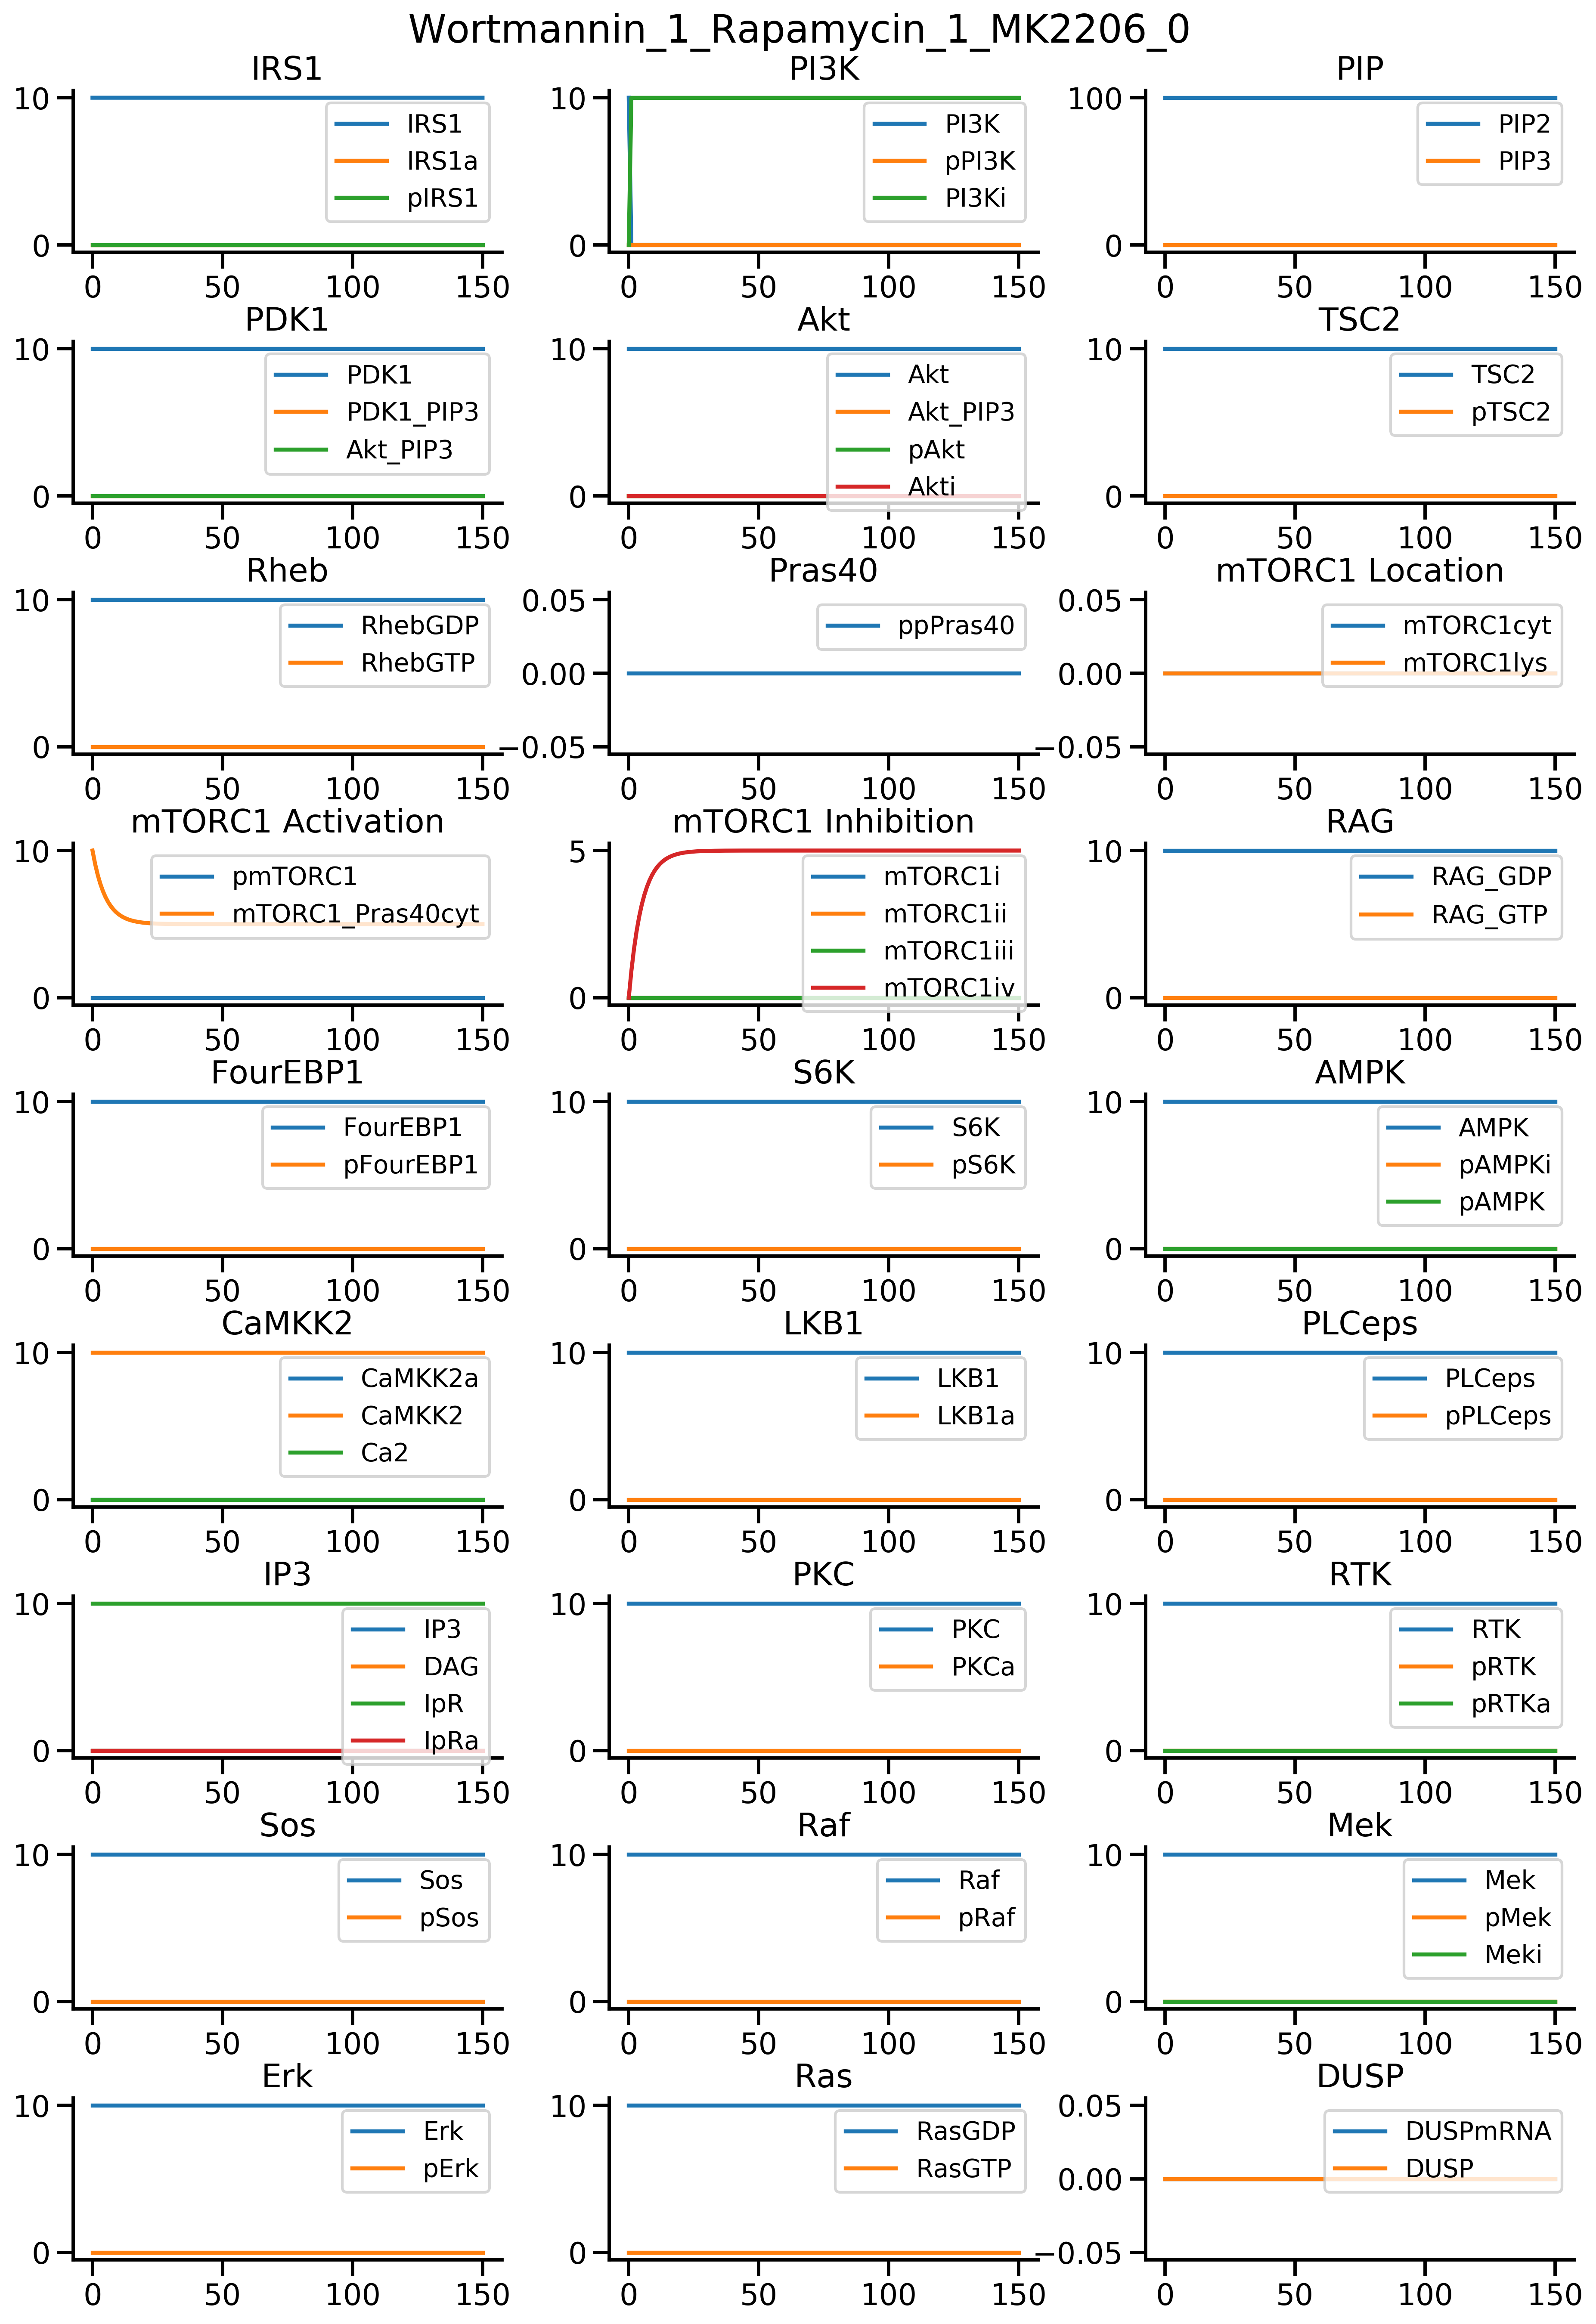 Wortmannin_1_Rapamycin_1_MK2206_0
IRS1
10
0
0 50 100 150
IRS1
IRS1a
pIRS1
PI3K
10
0
0 50 100 150
PI3K
pPI3K
PI3Ki
PIP
100
0
0 50 100 150
PIP2
PIP3
PDK1
10
0
0 50 100 150
PDK1
PDK1_PIP3
Akt_PIP3
Akt
10
0
0 50 100 150
Akt
Akt_PIP3
pAkt
Akti
TSC2
10
0
0 50 100 150
TSC2
pTSC2
Rheb
10
0
0 50 100 150
RhebGDP
RhebGTP
Pras40
0.05
0.00
−0.05
0 50 100 150
ppPras40
mTORC1 Location
0.05
0.00
−0.05
0 50 100 150
mTORC1cyt
mTORC1lys
mTORC1 Activation
10
5
0
0 50 100 150
pmTORC1
mTORC1_Pras40cyt
mTORC1 Inhibition
5
0
0 50 100 150
mTORC1i
mTORC1ii
mTORC1iii
mTORC1iv
RAG
10
0
0 50 100 150
RAG_GDP
RAG_GTP
FourEBP1
10
0
0 50 100 150
FourEBP1
pFourEBP1
S6K
10
0
0 50 100 150
S6K
pS6K
AMPK
10
0
0 50 100 150
AMPK
pAMPKi
pAMPK
CaMKK2
10
0
0 50 100 150
CaMKK2a
CaMKK2
Ca2
LKB1
10
0
0 50 100 150
LKB1
LKB1a
PLCeps
10
0
0 50 100 150
PLCeps
pPLCeps
IP3
10
0
0 50 100 150
IP3
DAG
IpR
IpRa
PKC
10
0
0 50 100 150
PKC
PKCa
RTK
10
0
0 50 100 150
RTK
pRTK
pRTKa
Sos
10
0
0 50 100 150
Sos
pSos
Raf
10
0
0 50 100 150
Raf
pRaf
Mek
10
0
0 50 100 150
Mek
pMek
Meki
Erk
10
0
0 50 100 150
Erk
pErk
Ras
10
0
0 50 100 150
RasGDP
RasGTP
DUSP
0.05
0.00
−0.05
0 50 100 150
DUSPmRNA
DUSP